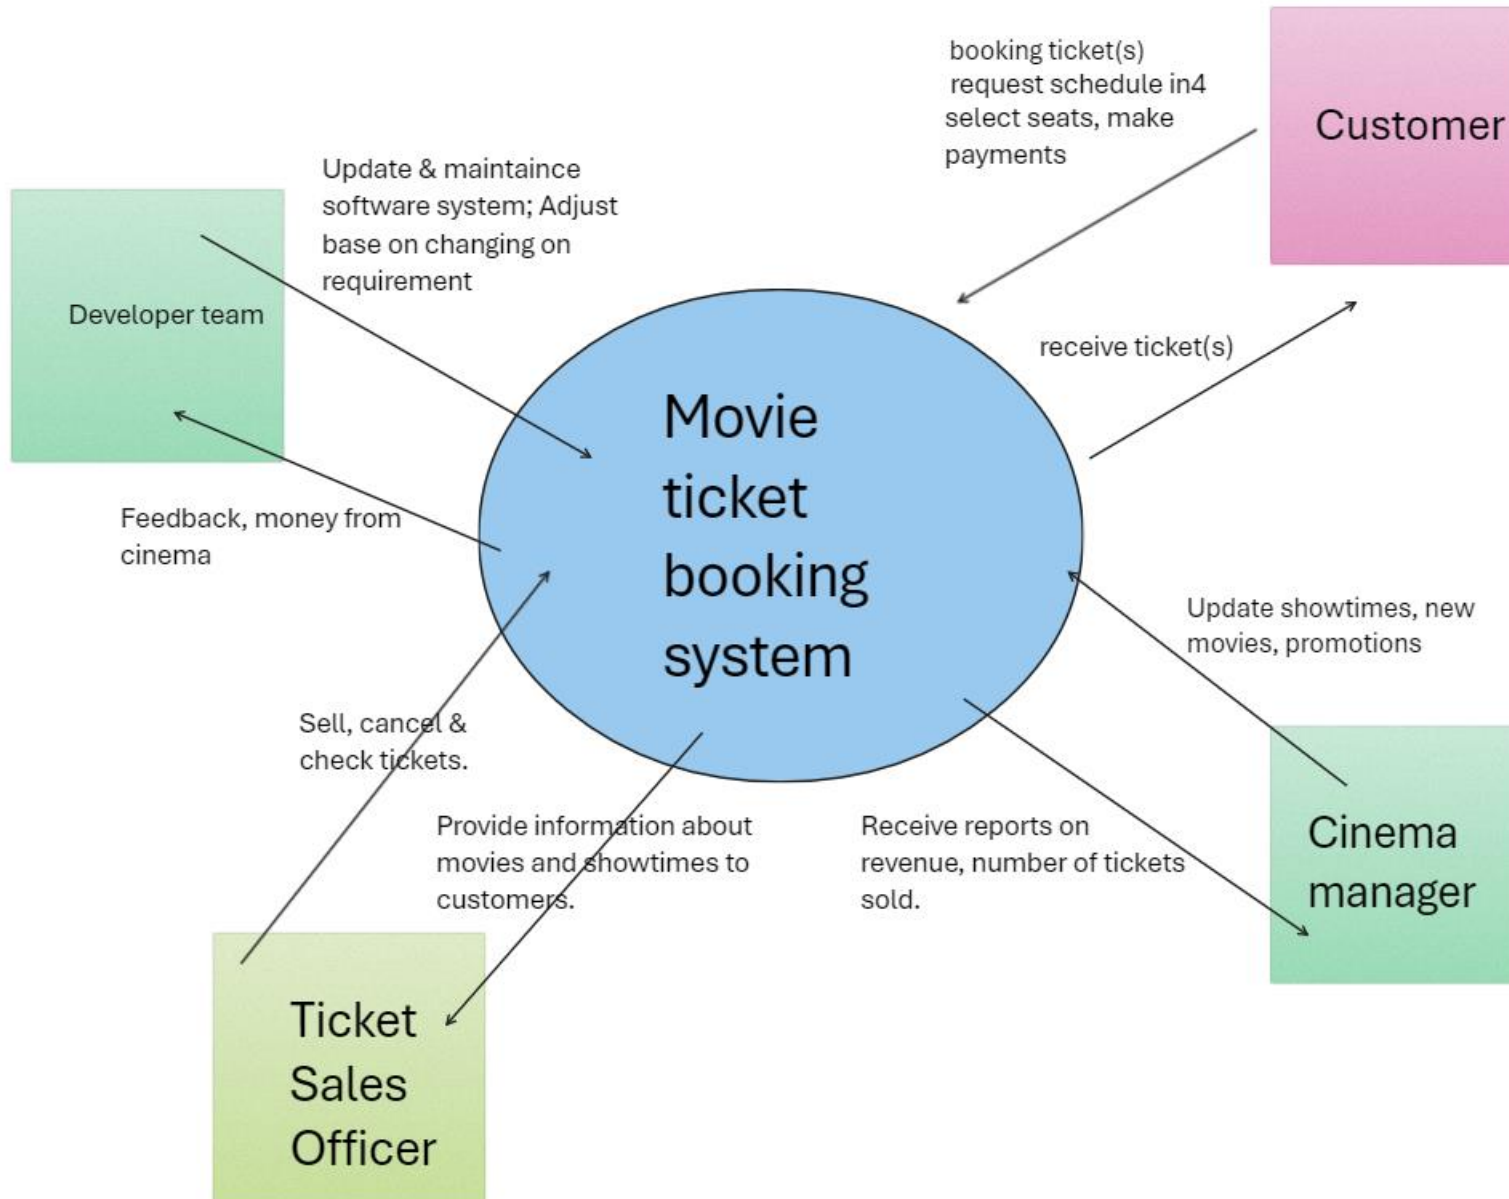 booking ticket(s)
request schedule in4
select seats, make
payments
Customer
Update & maintaince
software system; Adjust
base on changing on
requirement
Developer team
receive ticket(s)
Movie
ticket
booking
system
Feedback, money from
cinema
Update showtimes, new
movies, promotions
Sell, cancel &
check tickets.
Provide information about
movies and showtimes to
customers.
Receive reports on
revenue, number of tickets
sold.
Cinema
manager
Ticket
Sales
Officer